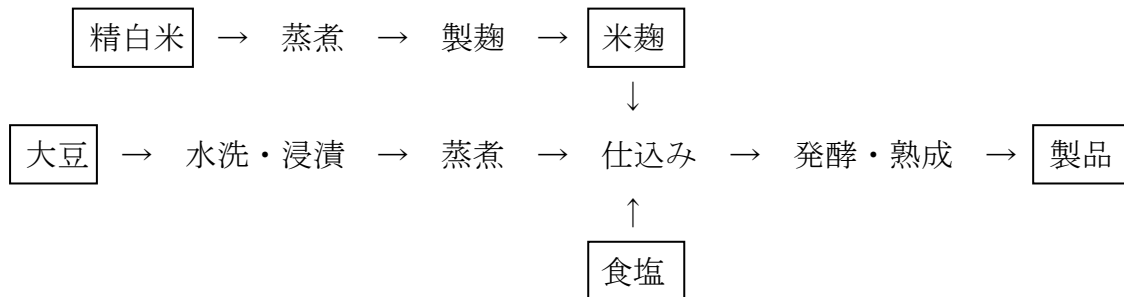 精白米 → 蒸煮 → 製麹 → 米麹
↓
大豆 → 水洗・浸漬 → 蒸煮 → 仕込み → 発酵・熟成 → 製品
↑
食塩